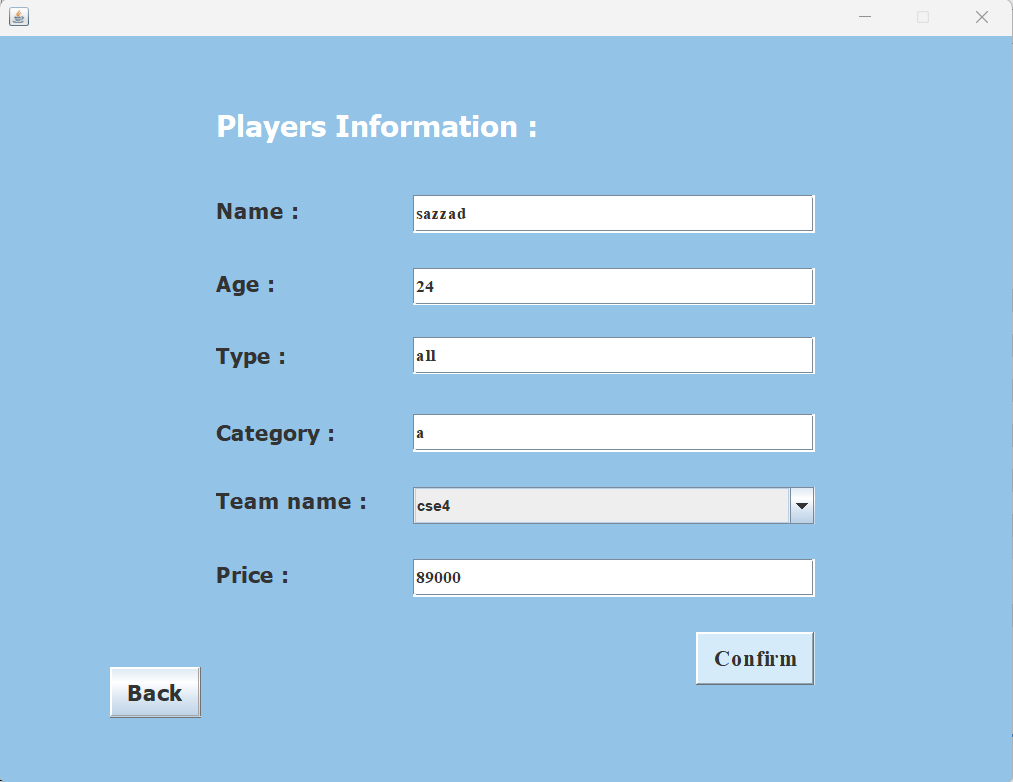 Players Information :
Name :
sazzad
Age :
24
Type :
all
Category :
a
Team name :
cse4
Price :
89000
Confirm
Back